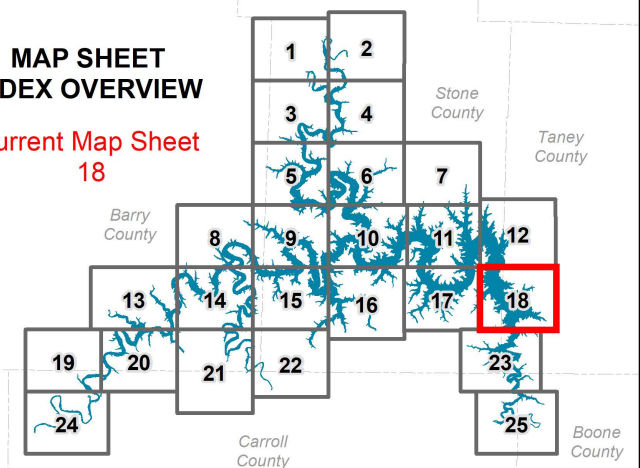 MAP SHEET
DEX OVERVIEW
urrent Map Sheet
18
1
2
3
4
Stone
County
Taney
County
5
6
7
Barry
County
8
9
10
11
12
13
14
15
16
17
18
19
20
21
22
23
24
25
Carroll
County
Boone
County